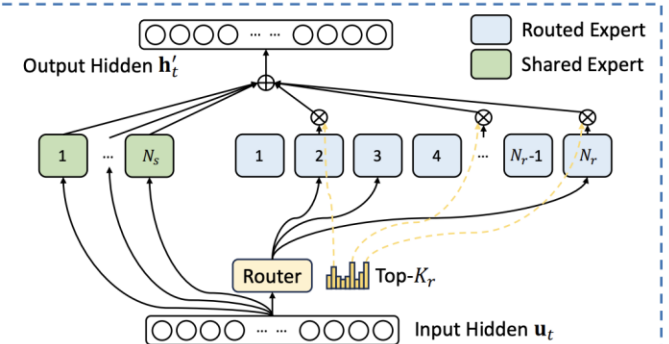 Routed Expert
Output Hidden 𝐡′ₜ
Shared Expert
1 ... Nₛ 1 2 3 4 ... Nᵣ-1 Nᵣ
Router Top-Kᵣ
Input Hidden 𝐮ₜ